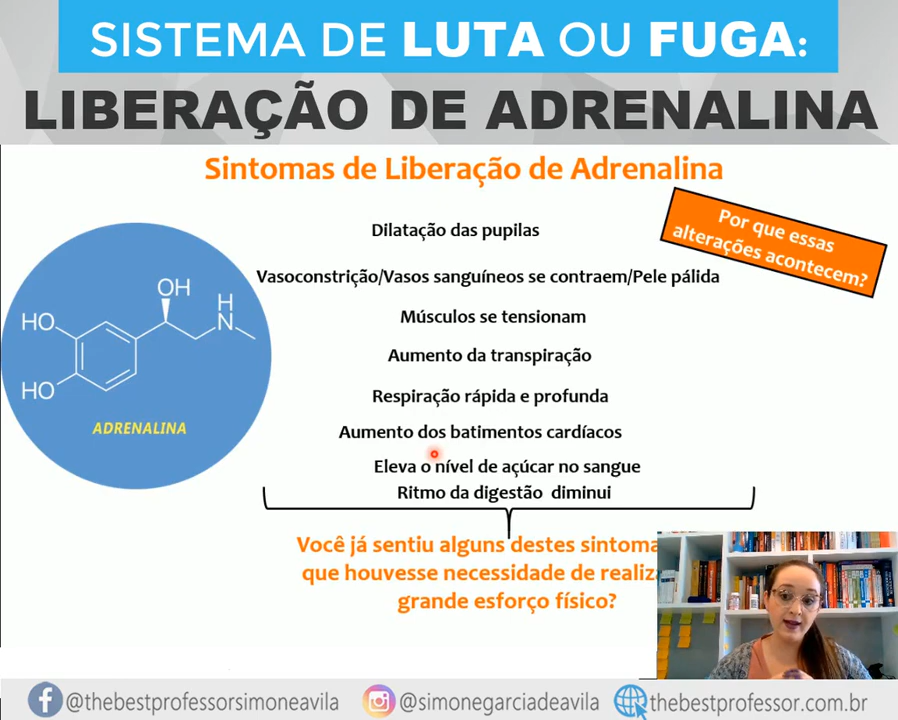 SISTEMA DE LUTA OU FUGA:
LIBERAÇÃO DE ADRENALINA
Sintomas de Liberação de Adrenalina
Por que essas
alterações acontecem?
Dilatação das pupilas
Vasoconstrição/Vasos sanguíneos se contraem/Pele pálida
Músculos se tensionam
Aumento da transpiração
Respiração rápida e profunda
Aumento dos batimentos cardíacos
Eleva o nível de açúcar no sangue
Ritmo da digestão diminui
OH
H
N
HO
HO
ADRENALINA
Você já sentiu alguns destes sintoma
que houvesse necessidade de realiza
grande esforço físico?
@thebestprofessorsimoneavila
@simonegarciadeavila
thebestprofessor.com.br